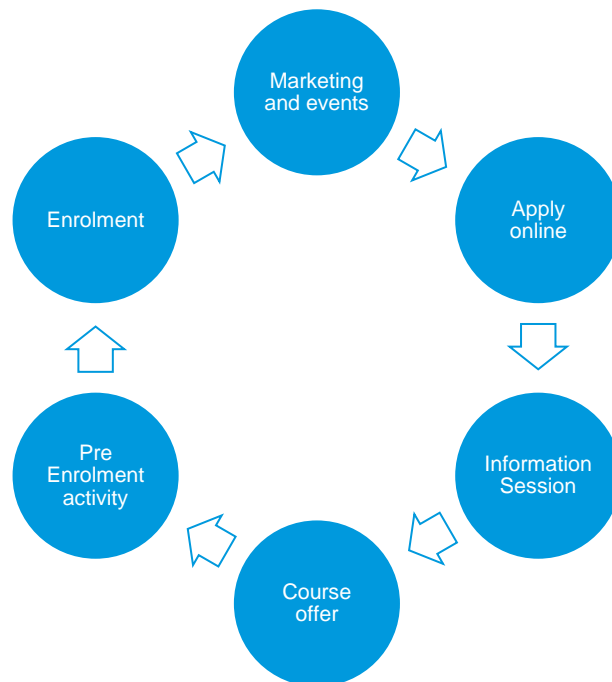 Marketing
and events
Apply
online
Information
Session
Course
offer
Pre
Enrolment
activity
Enrolment